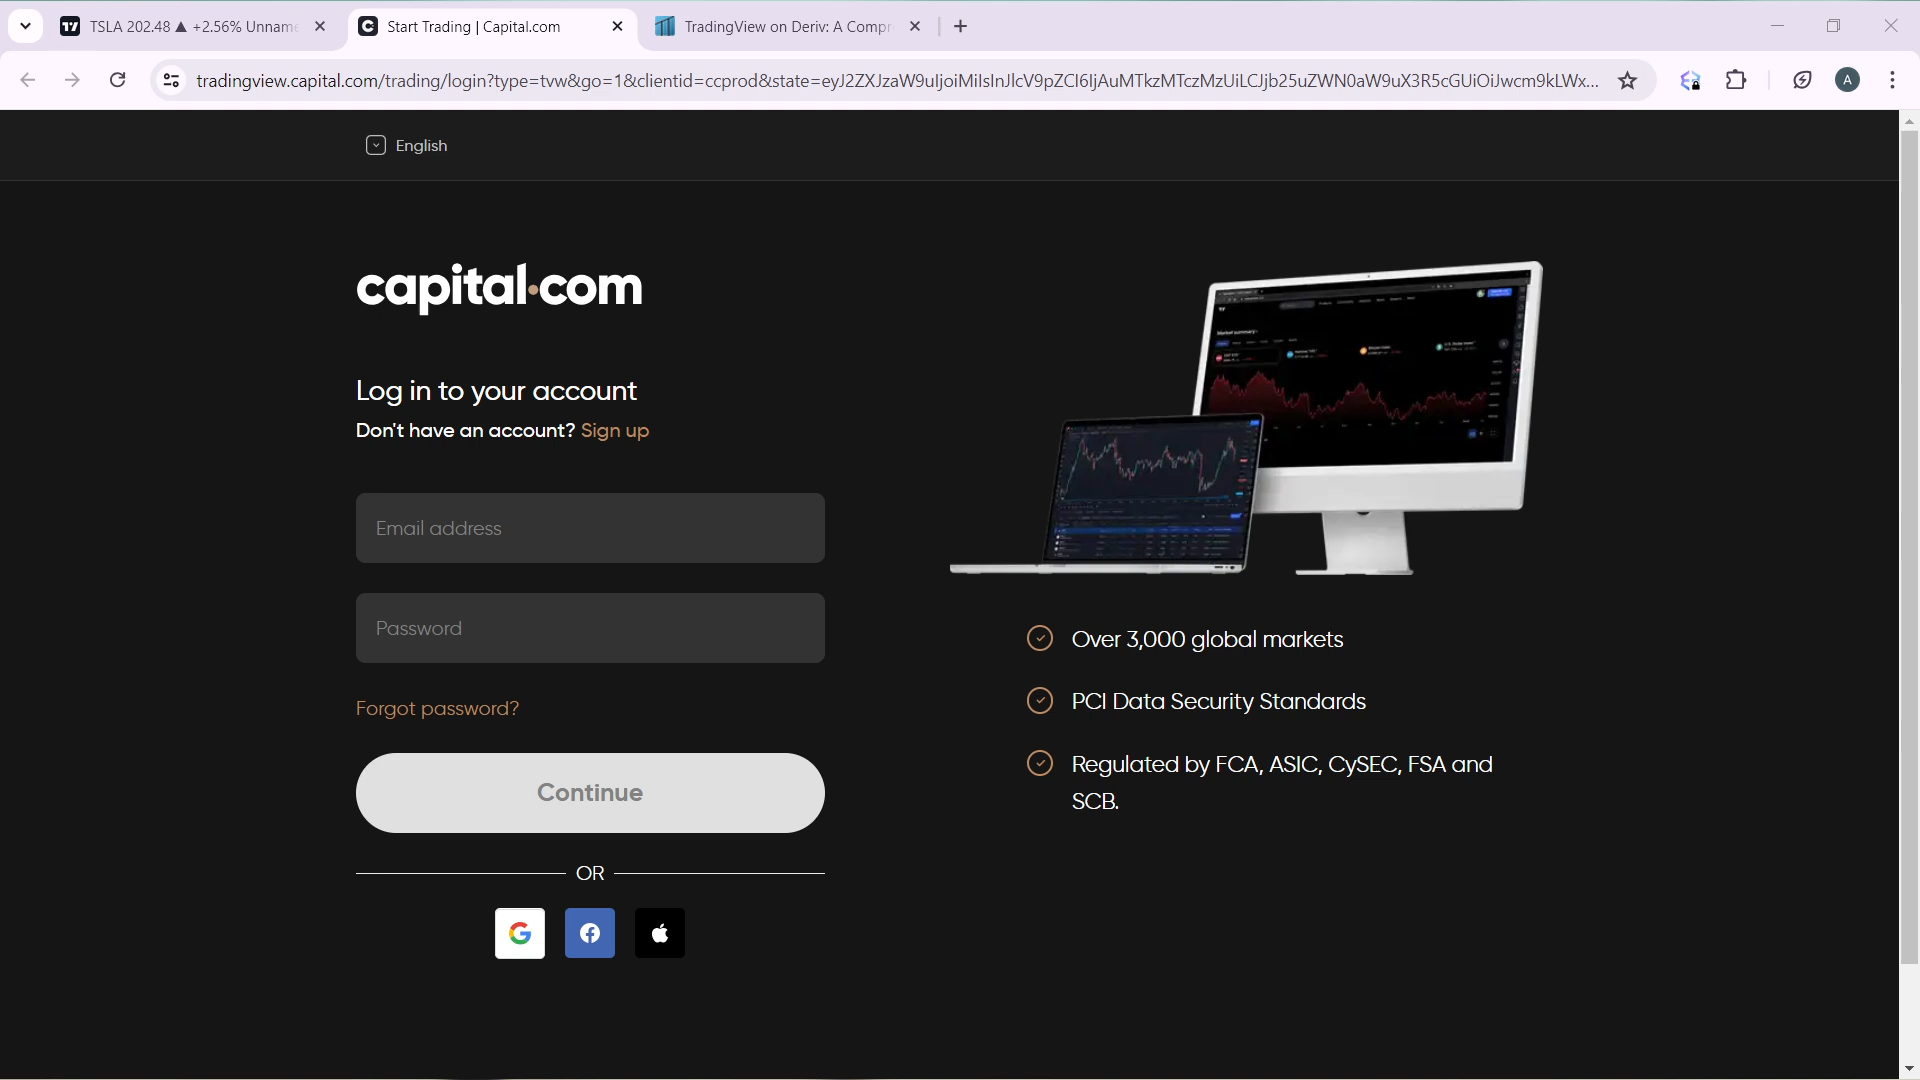 TSLA 202.48 ▲ +2.56% Unname
Start Trading | Capital.com
TradingView on Deriv: A Compr
tradingview.capital.com/trading/login?type=tvw&go=1&clientid=ccprod&state=eyJ2ZXJzaW9uIjoiMiIsInJlcV9pZCI6IjAuMTkzMTczMzUiLCJjb25uZWN0aW9uX3R5cGUiOiJwcm9kLWx...
A
English
capital.com
Log in to your account
Don't have an account? Sign up
Email address
Password
Forgot password?
Continue
OR
Over 3,000 global markets
PCI Data Security Standards
Regulated by FCA, ASIC, CySEC, FSA and
SCB.